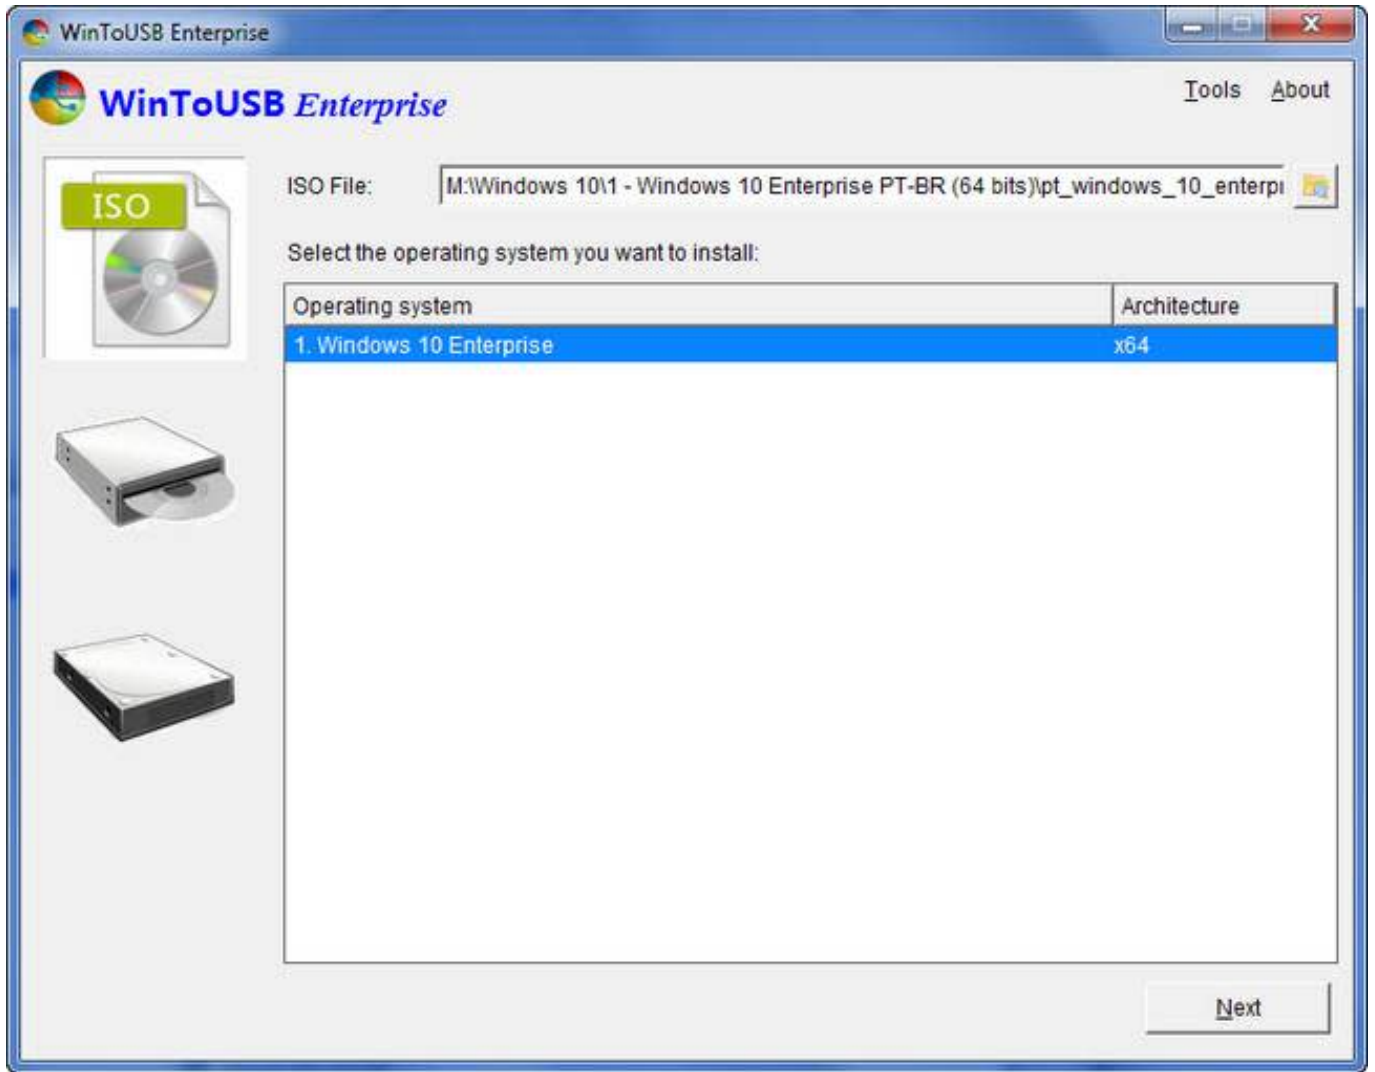 WinToUSB Enterprise
WinToUSB Enterprise
Tools About
ISO
ISO File: M:\Windows 10\1 - Windows 10 Enterprise PT-BR (64 bits)\pt_windows_10_enterpr
Select the operating system you want to install:
Operating system Architecture
1. Windows 10 Enterprise x64
Next